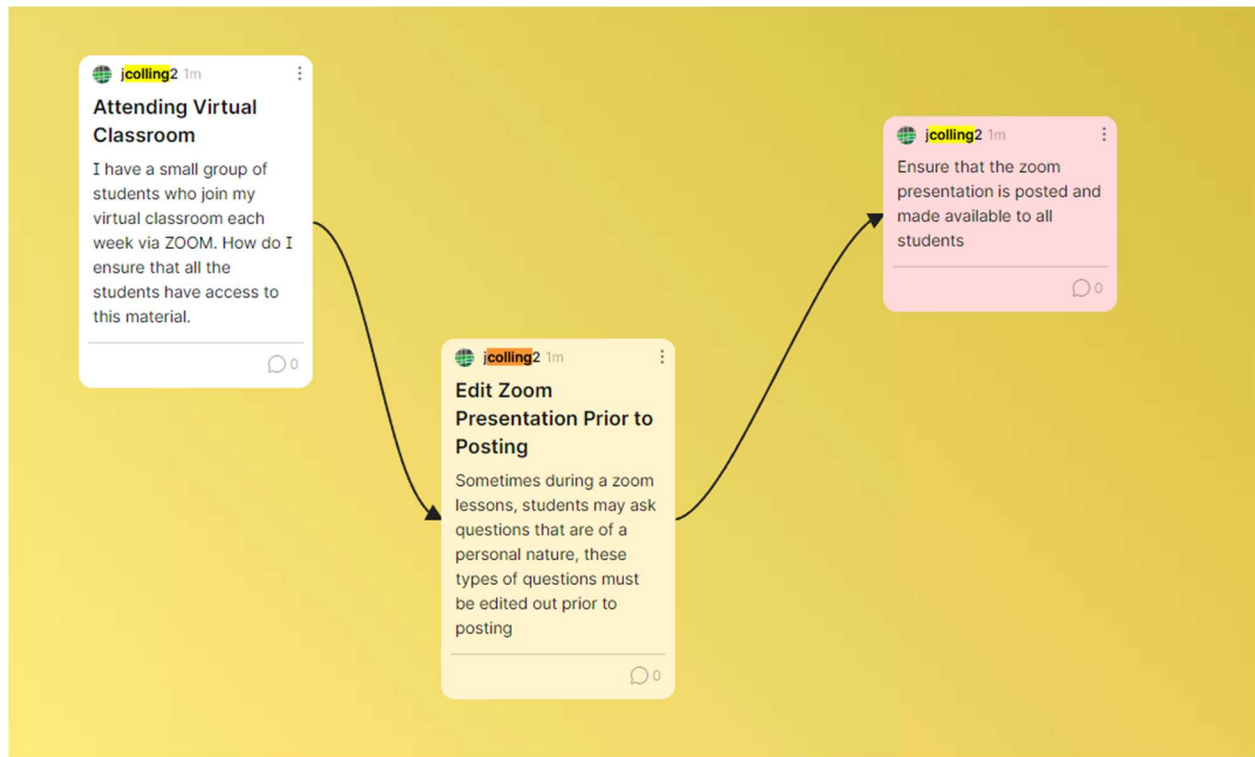 jcolling2 1m
Attending Virtual
Classroom
I have a small group of
students who join my
virtual classroom each
week via ZOOM. How do I
ensure that all the
students have access to
this material.
0
jcolling2 1m
Edit Zoom
Presentation Prior to
Posting
Sometimes during a zoom
lessons, students may ask
questions that are of a
personal nature, these
types of questions must
be edited out prior to
posting
0
jcolling2 1m
Ensure that the zoom
presentation is posted and
made available to all
students
0